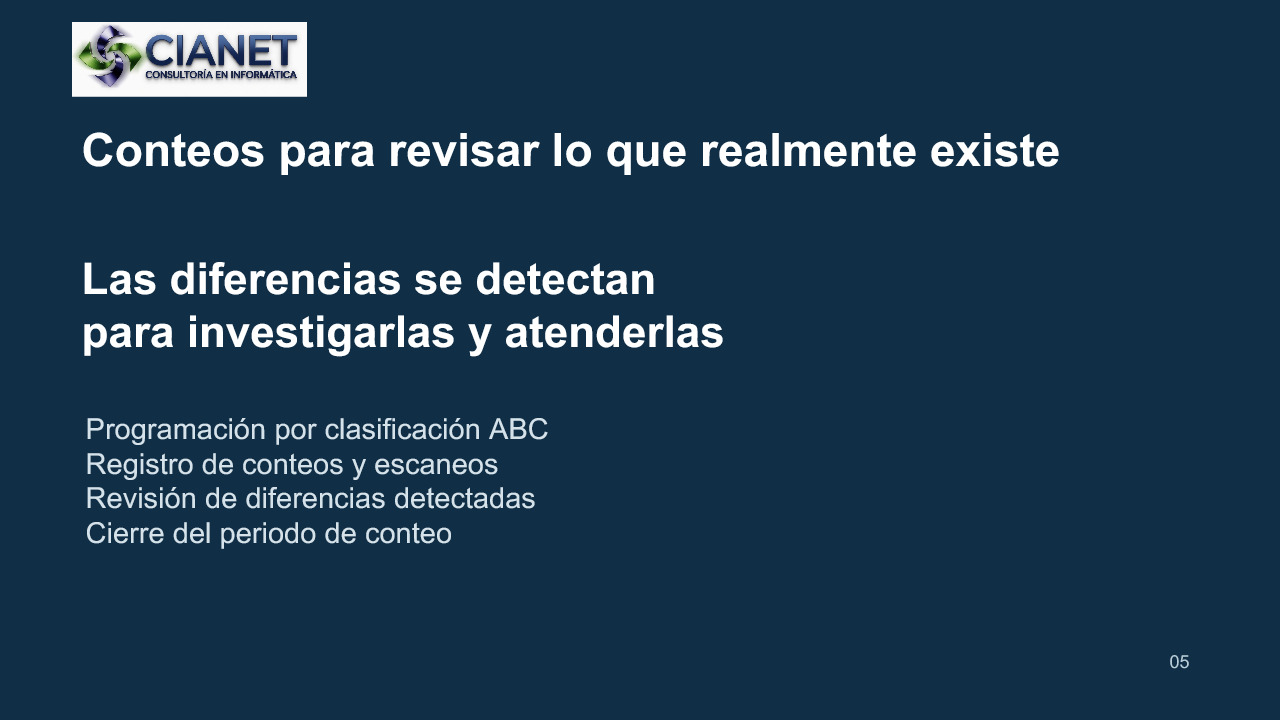 CIANET
CONSULTORÍA EN INFORMÁTICA
Conteos para revisar lo que realmente existe
Las diferencias se detectan
para investigarlas y atenderlas
Programación por clasificación ABC
Registro de conteos y escaneos
Revisión de diferencias detectadas
Cierre del periodo de conteo
05